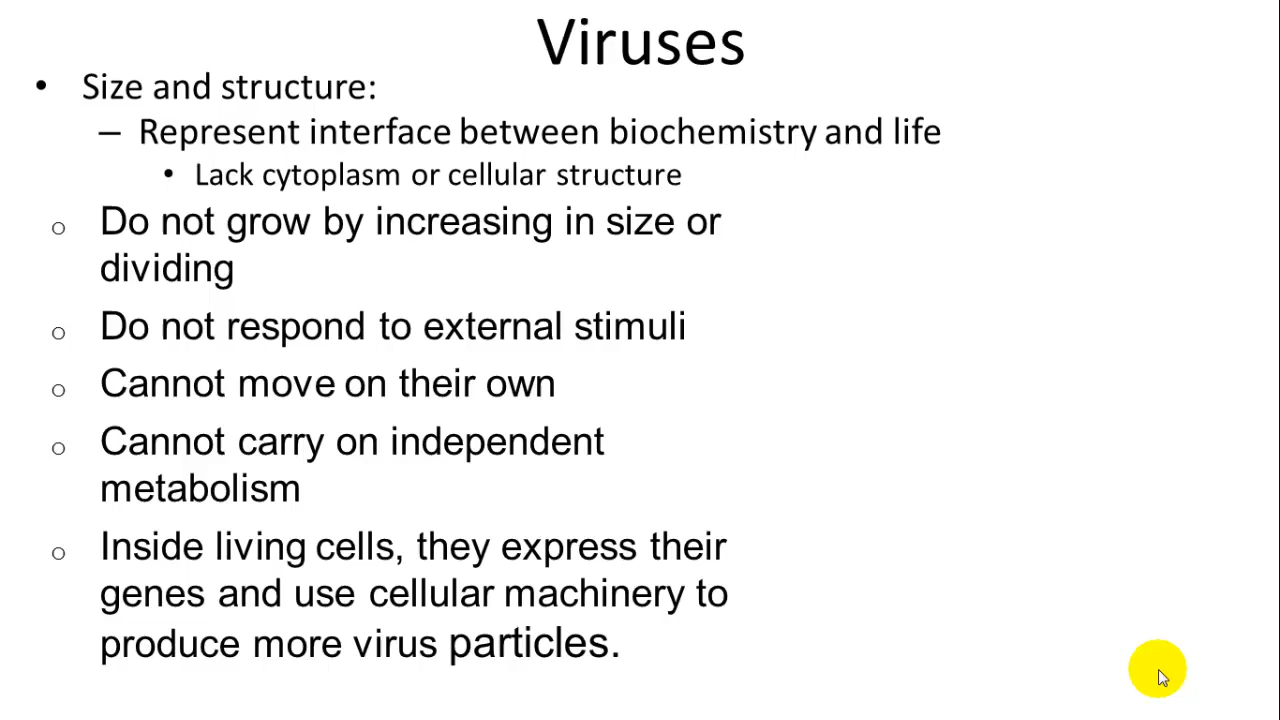 Viruses
• Size and structure:
– Represent interface between biochemistry and life
• Lack cytoplasm or cellular structure
o Do not grow by increasing in size or
dividing
o Do not respond to external stimuli
o Cannot move on their own
o Cannot carry on independent
metabolism
o Inside living cells, they express their
genes and use cellular machinery to
produce more virus particles.